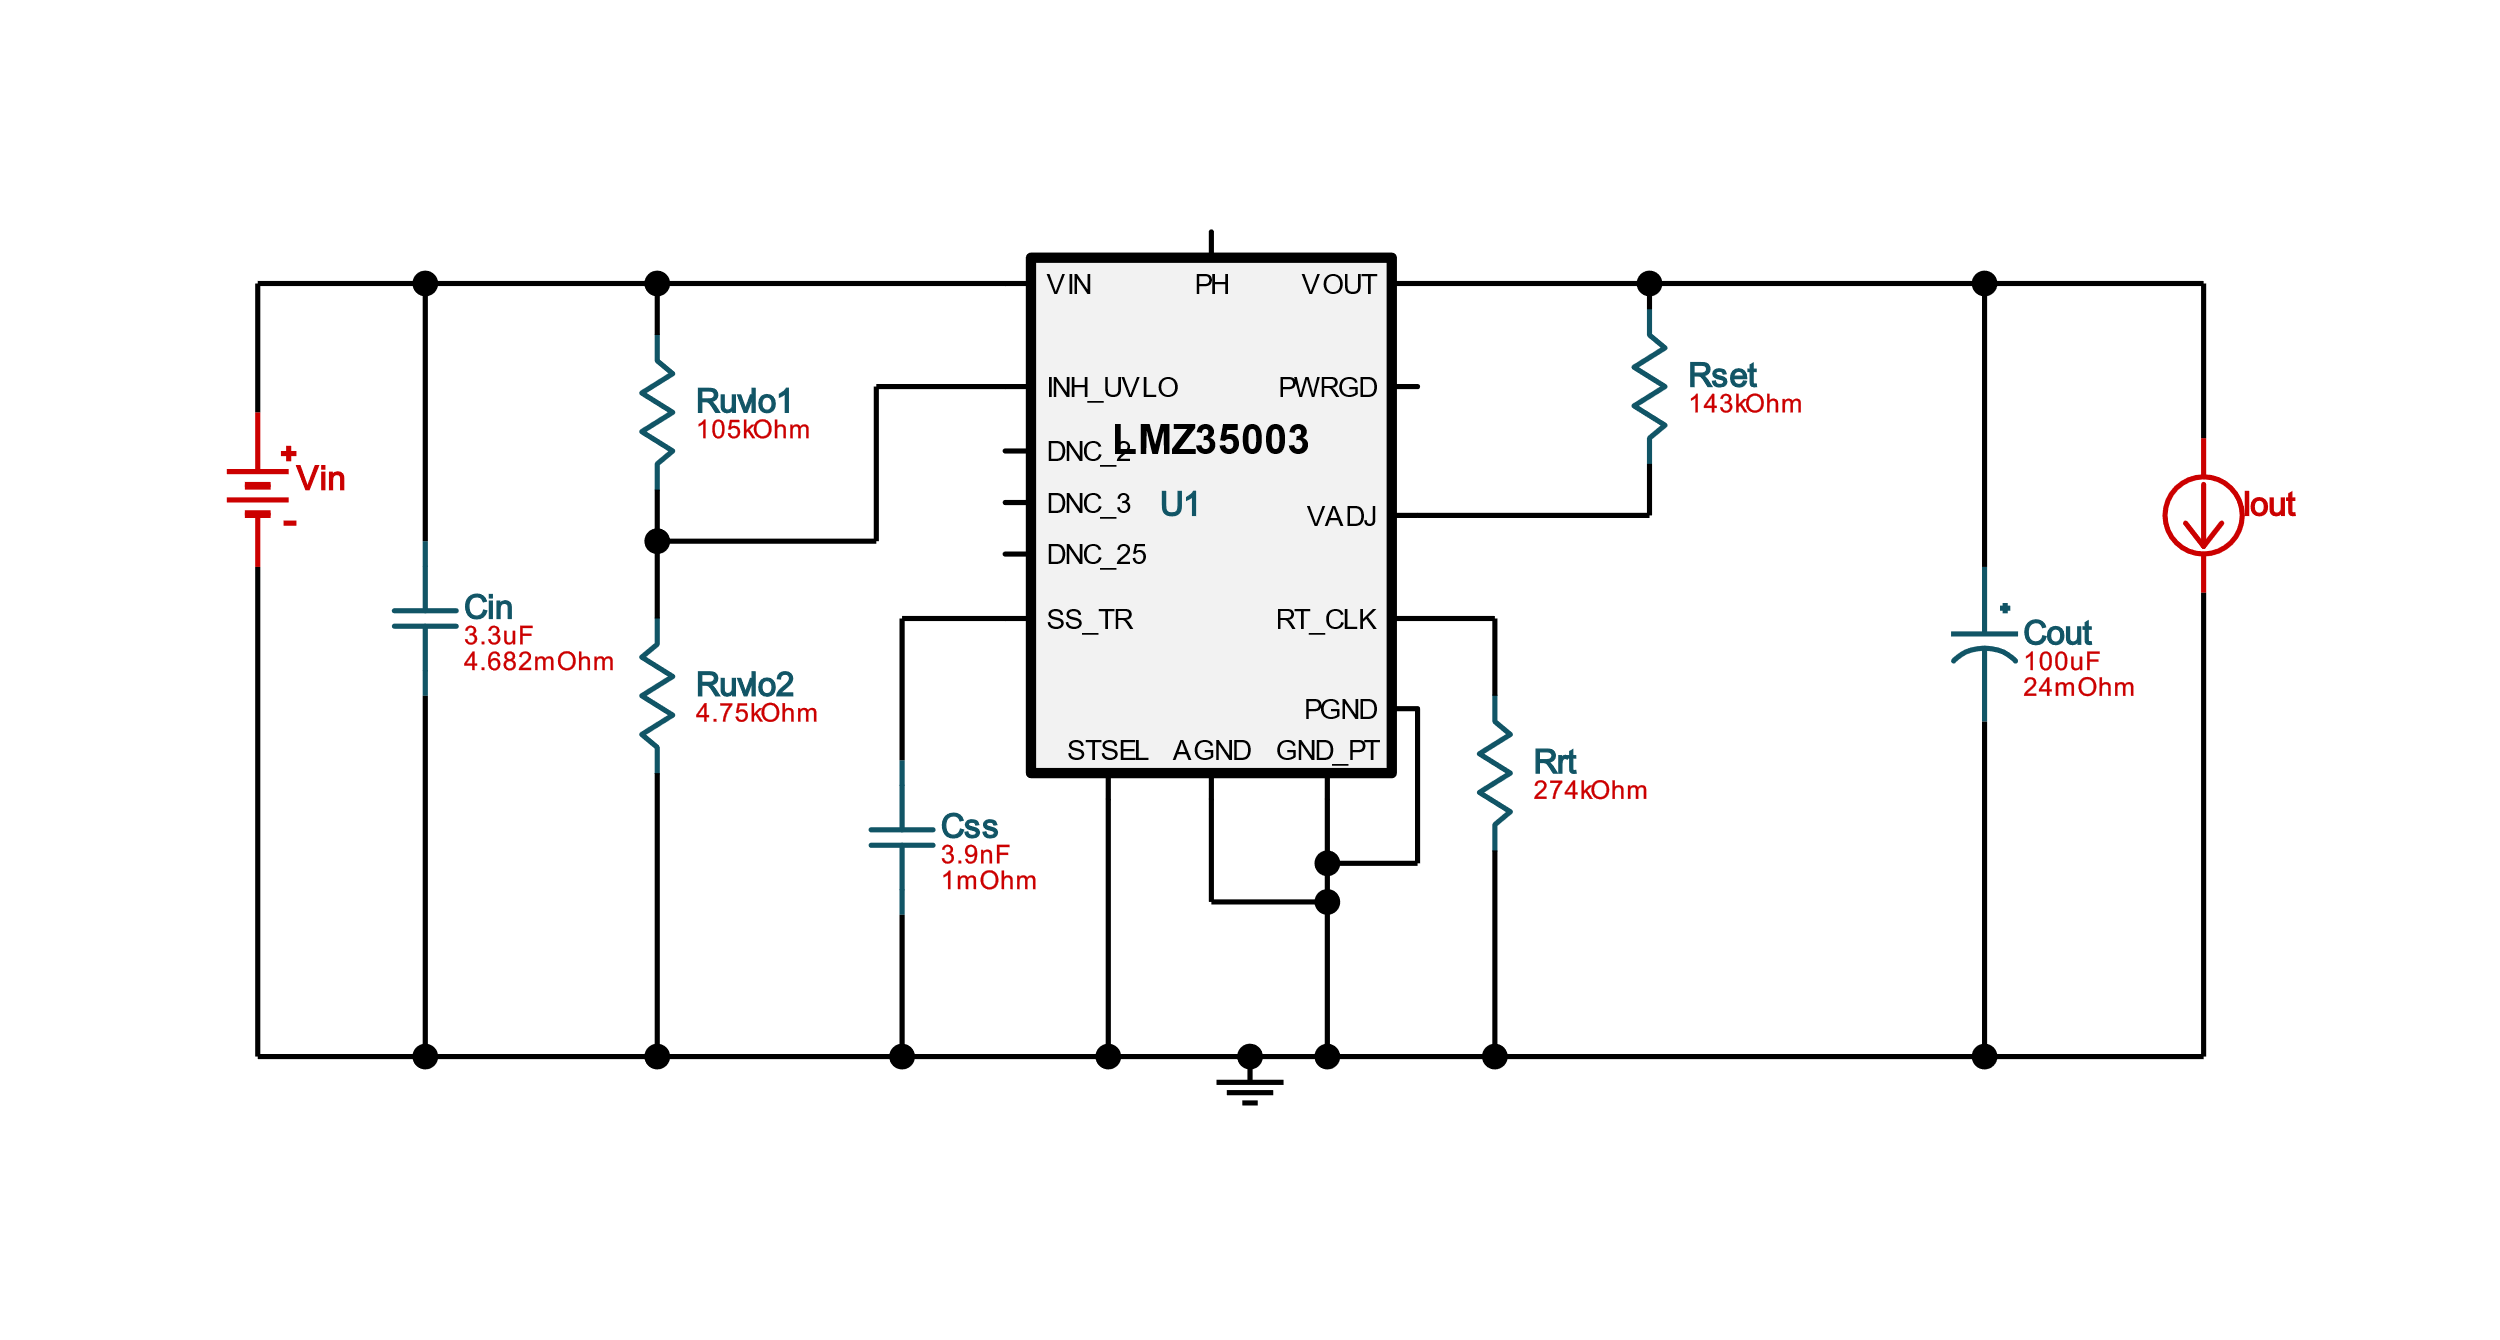 VIN
PH
VOUT
INH_UVLO
PWRGD
LMZ35003
DNC_2
DNC_3
U1
VADJ
DNC_25
SS_TR
RT_CLK
PGND
STSEL
AGND
GND_PT
+
Vin
-
Cin
3.3uF
4.682mOhm
Ruvlo1
105kOhm
Ruvlo2
4.75kOhm
Css
3.9nF
1mOhm
Rset
143kOhm
Rrt
274kOhm
+
Cout
100uF
24mOhm
Iout